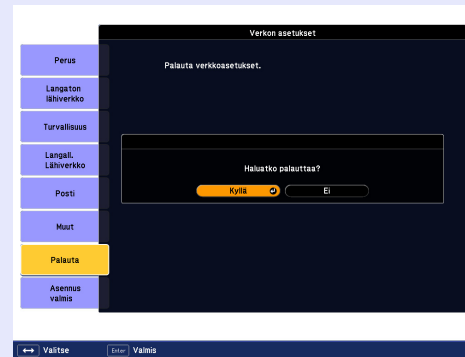 Verkon asetukset
Perus
Langaton
lähiverkko
Turvallisuus
Langall.
Lähiverkko
Posti
Muut
Palauta
Asennus
valmis
Palauta verkkoasetukset.
Haluatko palauttaa?
Kyllä Ei
Valitse Enter Valmis